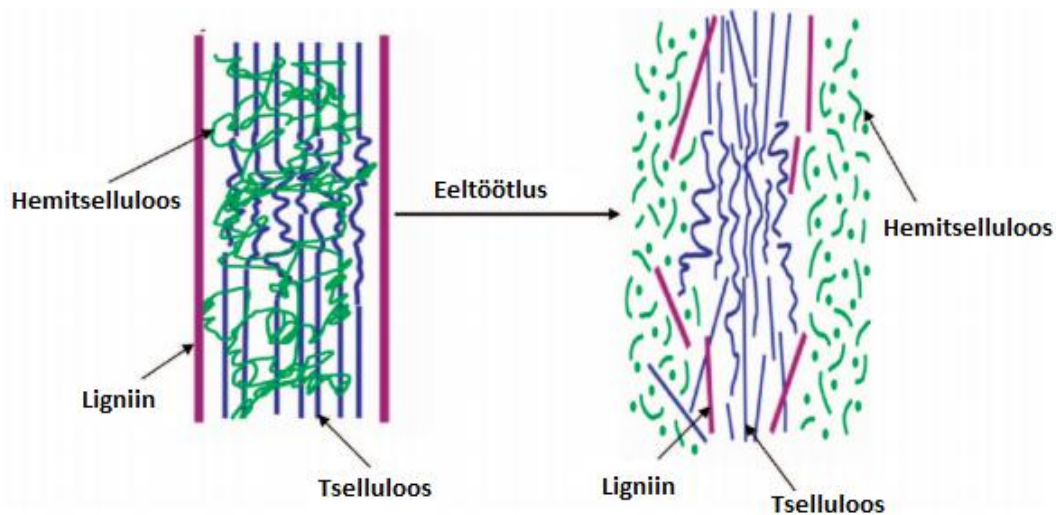 Hemitselluloos
Eeltöötlus
Hemitselluloos
Ligniin
Tselluloos
Ligniin
Tselluloos